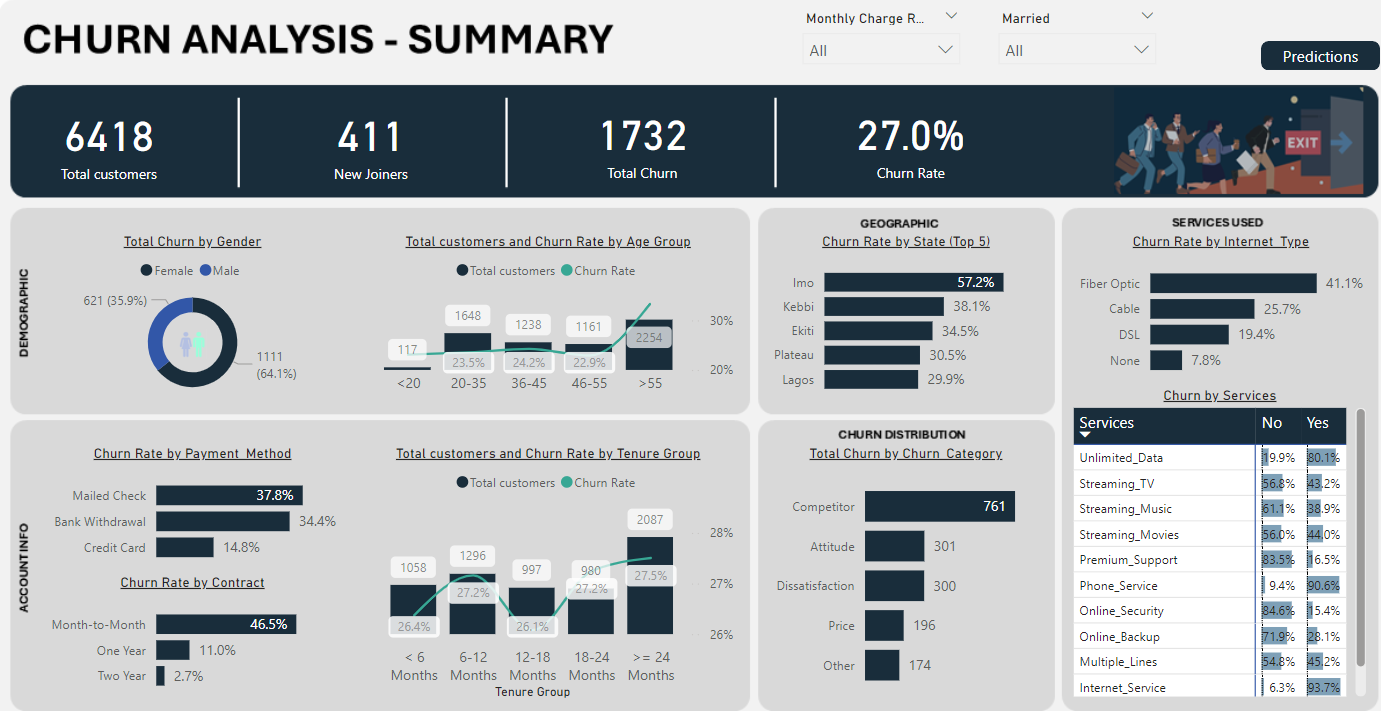 CHURN ANALYSIS - SUMMARY
Monthly Charge R...
All
Married
All
Predictions
6418
Total customers
411
New Joiners
1732
Total Churn
27.0%
Churn Rate
EXIT
DEMOGRAPHIC
Total Churn by Gender
Female Male
621 (35.9%)
1111
(64.1%)
Total customers and Churn Rate by Age Group
Total customers Churn Rate
117
1648
1238
1161
2254
23.5%
24.2%
22.9%
30%
20%
<20
20-35
36-45
46-55
>55
GEOGRAPHIC
Churn Rate by State (Top 5)
Imo 57.2%
Kebbi 38.1%
Ekiti 34.5%
Plateau 30.5%
Lagos 29.9%
SERVICES USED
Churn Rate by Internet_Type
Fiber Optic 41.1%
Cable 25.7%
DSL 19.4%
None 7.8%
Churn by Services
Services No Yes
Unlimited_Data 19.9% 80.1%
Streaming_TV 56.8% 43.2%
Streaming_Music 61.1% 38.9%
Streaming_Movies 56.0% 44.0%
Premium_Support 83.5% 16.5%
Phone_Service 9.4% 90.6%
Online_Security 84.6% 15.4%
Online_Backup 71.9% 28.1%
Multiple_Lines 54.8% 45.2%
Internet_Service 6.3% 93.7%
ACCOUNT INFO
Churn Rate by Payment_Method
Mailed Check 37.8%
Bank Withdrawal 34.4%
Credit Card 14.8%
Churn Rate by Contract
Month-to-Month 46.5%
One Year 11.0%
Two Year 2.7%
Total customers and Churn Rate by Tenure Group
Total customers Churn Rate
1058
1296
997
980
2087
26.4%
27.2%
26.1%
27.2%
27.5%
28%
27%
26%
< 6
Months
6-12
Months
12-18
Months
18-24
Months
>= 24
Months
Tenure Group
CHURN DISTRIBUTION
Total Churn by Churn_Category
Competitor 761
Attitude 301
Dissatisfaction 300
Price 196
Other 174